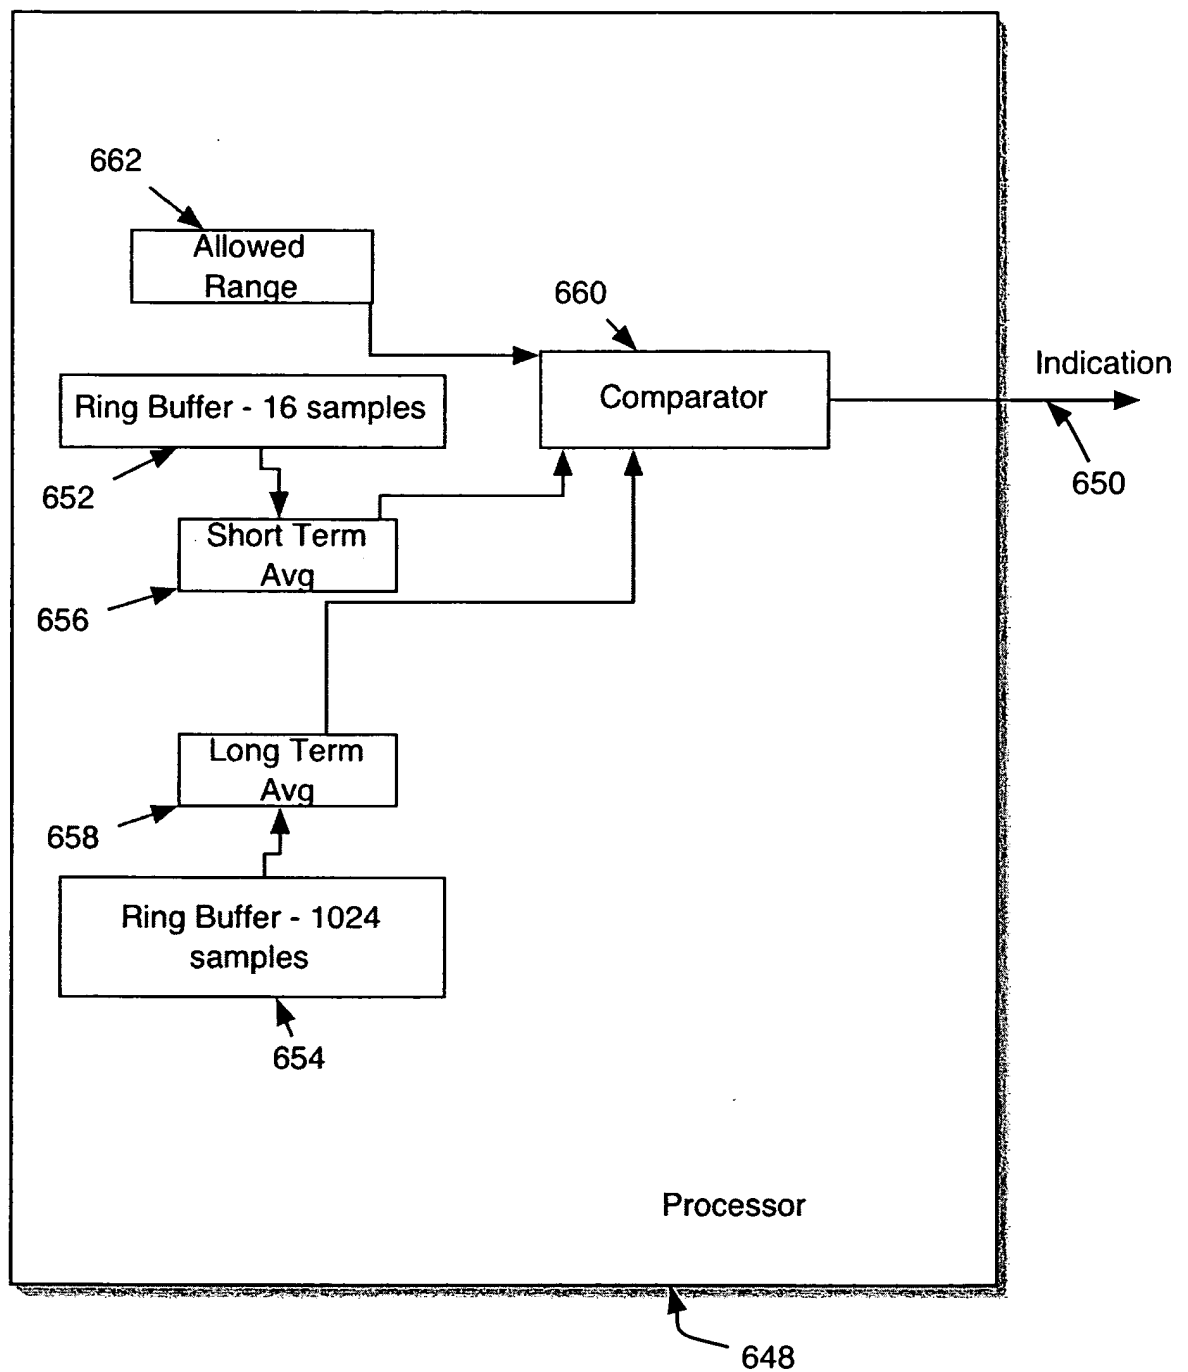 662
Allowed
Range
660
Comparator
Indication
650
Ring Buffer - 16 samples
652
Short Term
Avg
656
Long Term
Avg
658
Ring Buffer - 1024
samples
654
Processor
648